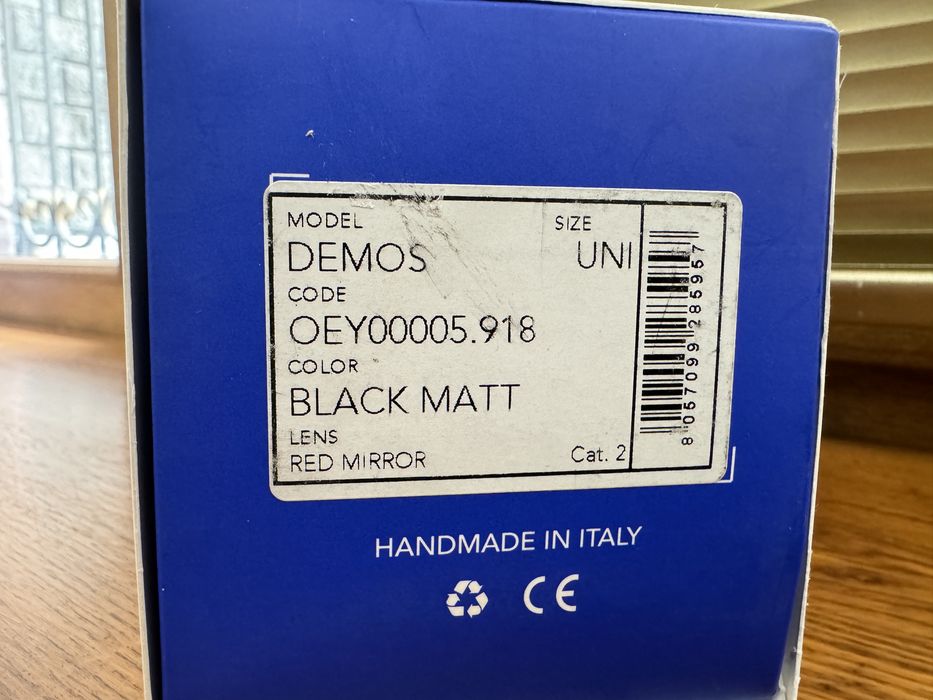 MODEL
SIZE
DEMOS
UNI
CODE
OEY00005.918
COLOR
BLACK MATT
LENS
RED MIRROR
Cat. 2
8 057099 285957
HANDMADE IN ITALY
CE